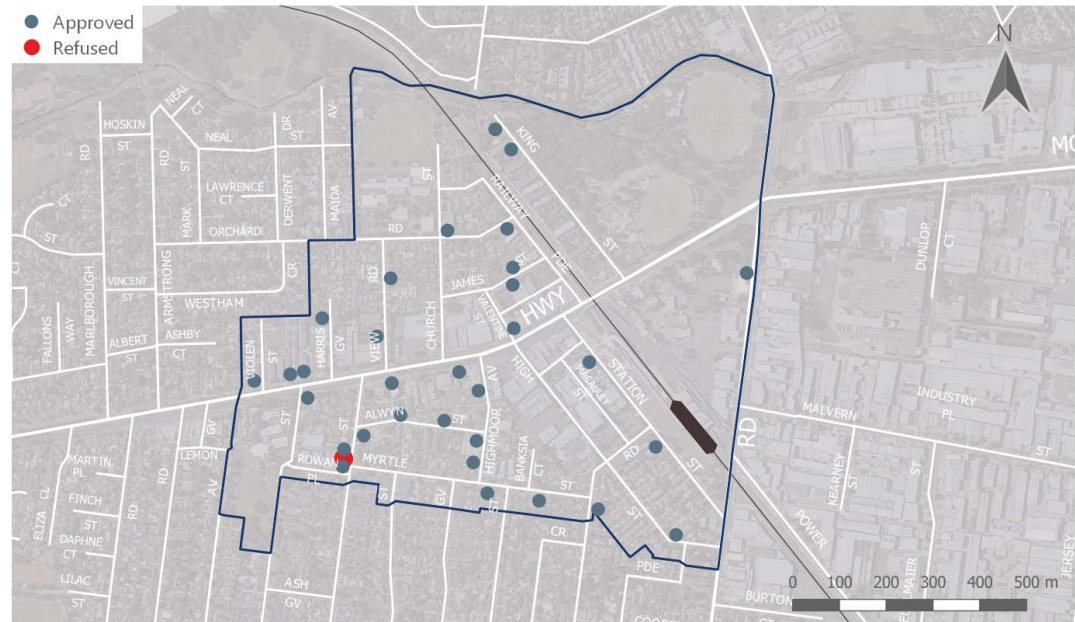 Approved
Refused
N
NEAL
CT
HOSKIN
ST
NEAL
ST
DR
AV
RD
RD
ST
MARK
LAWRENCE
CT
DERWENT
MAIDA
ORCHARD
ST
KING
ST
RAILWAY
PDE
RD
CT
ST
CT
VINCENT
ST
CR
WESTHAM
ARMSTRONG
MARLBOROUGH
WAY
FALLONS
ALBERT
ST
ASHBY
CT
ST
HARRIS
GV
RD
VIEW
CHURCH
JAMES
ST
VALENTINE
ST
HWY
DUNLOP
CT
HIGH
MACAULEY
ST
STATION
ST
AV
ST
ST
ALWYN
ST
HIGHMOOR
LEMON
GV
AV
ROWAN
PL
MYRTLE
ST
GV
ST
BANKSIA
CT
ST
RD
ST
RD
INDUSTRY
PL
MALVERN
ST
KEARNEY
ST
MARTIN
PL
RD
RD
CL
ELIZA
FINCH
ST
DAPHNE
CT
LILAC
ST
ASH
GV
CR
PDE
BURTON
CT
POWER
JERSEY
0 100 200 300 400 500 m